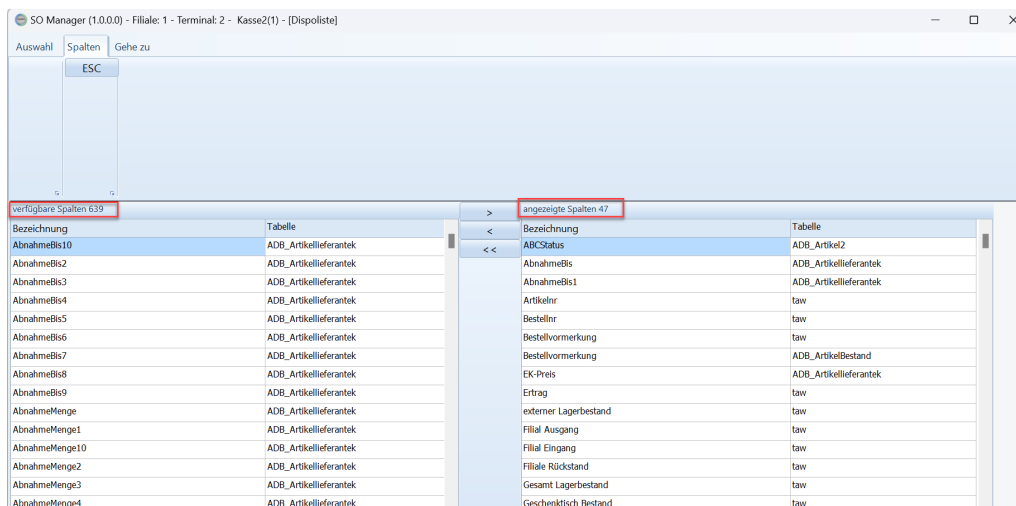 SO Manager (1.0.0.0) - Filiale: 1 - Terminal: 2 - Kasse2(1) - [Dispoliste]
Auswahl Spalten Gehe zu
ESC
verfügbare Spalten 639 > angezeigte Spalten 47
Bezeichnung Tabelle < Bezeichnung Tabelle
AbnahmeBis10 ADB_Artikellieferantek << ABCStatus ADB_Artikel2
AbnahmeBis2 ADB_Artikellieferantek AbnahmeBis ADB_Artikellieferantek
AbnahmeBis3 ADB_Artikellieferantek AbnahmeBis1 ADB_Artikellieferantek
AbnahmeBis4 ADB_Artikellieferantek Artikelnr taw
AbnahmeBis5 ADB_Artikellieferantek Bestellnr taw
AbnahmeBis6 ADB_Artikellieferantek Bestellvormerkung taw
AbnahmeBis7 ADB_Artikellieferantek Bestellvormerkung ADB_ArtikelBestand
AbnahmeBis8 ADB_Artikellieferantek EK-Preis ADB_Artikellieferantek
AbnahmeBis9 ADB_Artikellieferantek Ertrag taw
AbnahmeMenge ADB_Artikellieferantek externer Lagerbestand taw
AbnahmeMenge1 ADB_Artikellieferantek Filial Ausgang taw
AbnahmeMenge10 ADB_Artikellieferantek Filial Eingang taw
AbnahmeMenge2 ADB_Artikellieferantek Filiale Rückstand taw
AbnahmeMenge3 ADB_Artikellieferantek Gesamt Lagerbestand taw
AbnahmeMenge4 ADB_Artikellieferantek Geschenktisch Bestand taw